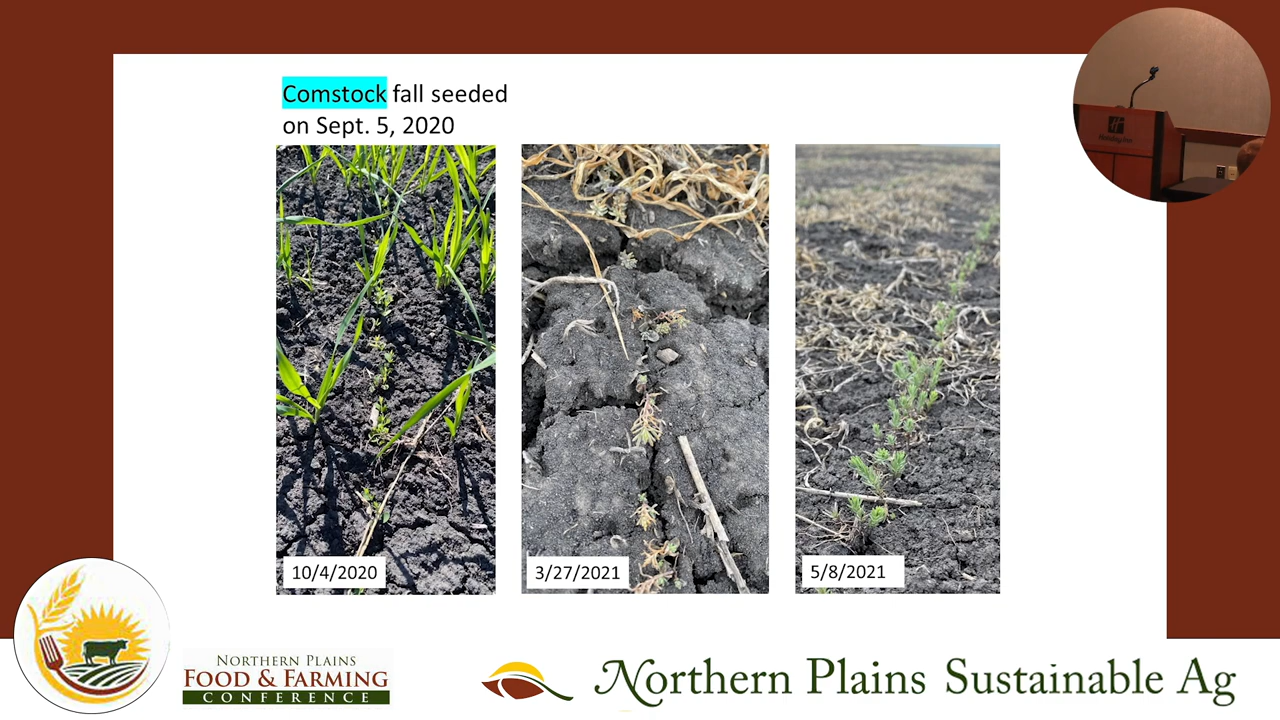 Comstock fall seeded
on Sept. 5, 2020
10/4/2020
3/27/2021
5/8/2021
NORTHERN PLAINS
FOOD & FARMING
CONFERENCE
Northern Plains Sustainable Ag